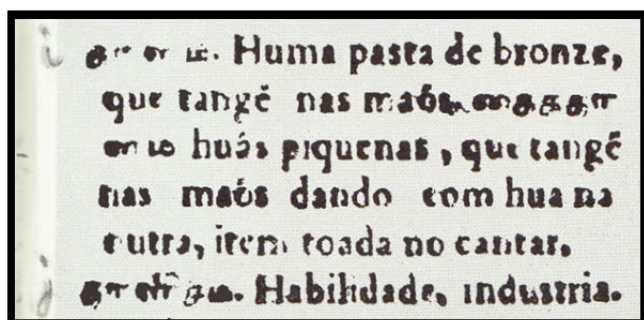 Huma pasta de bronze,
que tangẽ nas maõs
huás piquenas, que tangẽ
nas maõs dando com hua na
outra, item toada no cantar.
Habilidade, industria.